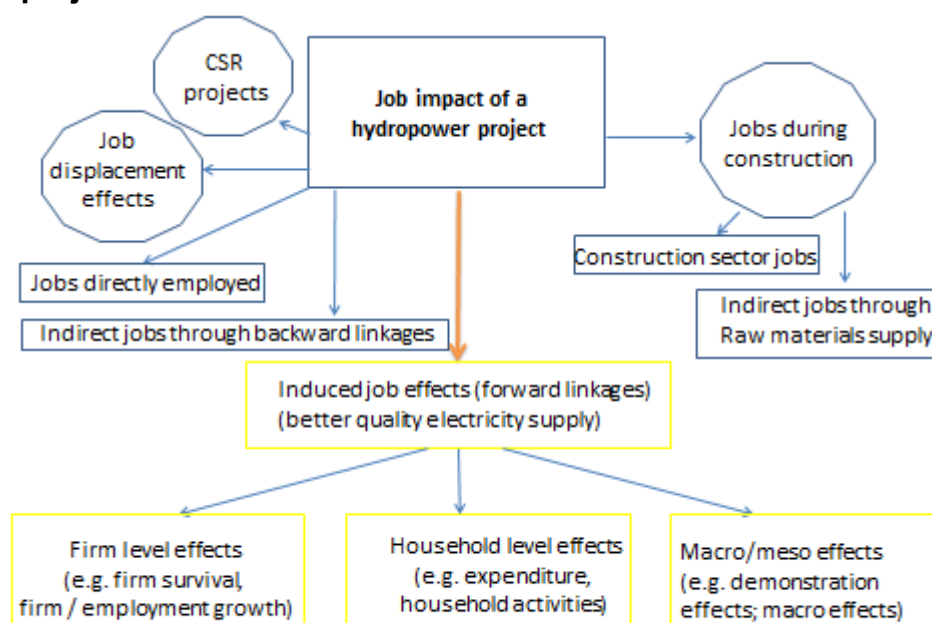 CSR
projects
Job impact of a
hydropower project
Jobs during
construction
Job
displacement
effects
Construction sector jobs
Jobs directly employed
Indirect jobs through
Raw materials supply
Indirect jobs through backward linkages
Induced job effects (forward linkages)
(better quality electricity supply)
Firm level effects
(e.g. firm survival,
firm / employment growth)
Household level effects
(e.g. expenditure,
household activities)
Macro/meso effects
(e.g. demonstration
effects; macro effects)